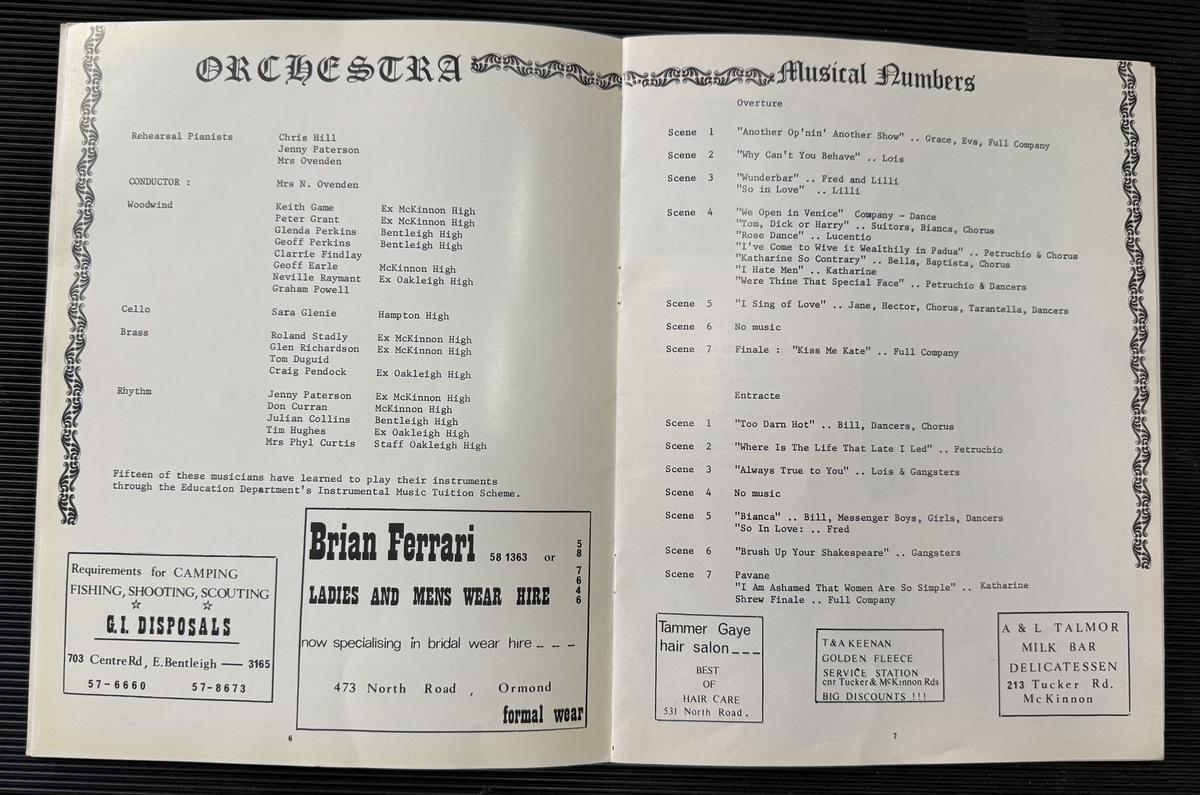 ORCHESTRA
Rehearsal Pianists Chris Hill
Jenny Paterson
Mrs Ovenden
CONDUCTOR : Mrs N. Ovenden
Woodwind Keith Game Ex McKinnon High
Peter Grant Ex McKinnon High
Glenda Perkins Bentleigh High
Geoff Perkins Bentleigh High
Clarrie Findlay
Geoff Earle McKinnon High
Neville Raymant Ex Oakleigh High
Graham Powell
Cello Sara Glenie Hampton High
Brass Roland Stadly Ex McKinnon High
Glen Richardson Ex McKinnon High
Tom Duguid
Craig Pendock Ex Oakleigh High
Rhythm Jenny Paterson Ex McKinnon High
Don Curran McKinnon High
Julian Collins Bentleigh High
Tim Hughes Ex Oakleigh High
Mrs Phyl Curtis Staff Oakleigh High
Fifteen of these musicians have learned to play their instruments
through the Education Department's Instrumental Music Tuition Scheme.
Requirements for CAMPING
FISHING, SHOOTING, SCOUTING
G.I. DISPOSALS
703 Centre Rd, E.Bentleigh — 3165
57-6660 57-8673
Brian Ferrari 58 1363 or 58 7646
LADIES AND MENS WEAR HIRE
now specialising in bridal wear hire_ _ _
473 North Road , Ormond
formal wear
6
Musical Numbers
Overture
Scene 1 "Another Op'nin' Another Show" .. Grace, Eva, Full Company
Scene 2 "Why Can't You Behave" .. Lois
Scene 3 "Wunderbar" .. Fred and Lilli
"So in Love" .. Lilli
Scene 4 "We Open in Venice" Company - Dance
"Tom, Dick or Harry" .. Suitors, Bianca, Chorus
"Rose Dance" .. Lucentio
"I've Come to Wive it Wealthily in Padua" .. Petruchio & Chorus
"Katharine So Contrary" .. Bella, Baptista, Chorus
"I Hate Men" .. Katharine
"Were Thine That Special Face" .. Petruchio & Dancers
Scene 5 "I Sing of Love" .. Jane, Hector, Chorus, Tarantella, Dancers
Scene 6 No music
Scene 7 Finale : "Kiss Me Kate" .. Full Company
Entracte
Scene 1 "Too Darn Hot" .. Bill, Dancers, Chorus
Scene 2 "Where Is The Life That Late I Led" .. Petruchio
Scene 3 "Always True to You" .. Lois & Gangsters
Scene 4 No music
Scene 5 "Bianca" .. Bill, Messenger Boys, Girls, Dancers
"So In Love: .. Fred
Scene 6 "Brush Up Your Shakespeare" .. Gangsters
Scene 7 Pavane
"I Am Ashamed That Women Are So Simple" .. Katharine
Shrew Finale .. Full Company
Tammer Gaye
hair salon_ _ _
BEST
OF
HAIR CARE
531 North Road.
T&A KEENAN
GOLDEN FLEECE
SERVICE STATION
cnr Tucker & McKinnon Rds
BIG DISCOUNTS !!!
A & L TALMOR
MILK BAR
DELICATESSEN
213 Tucker Rd.
McKinnon
7